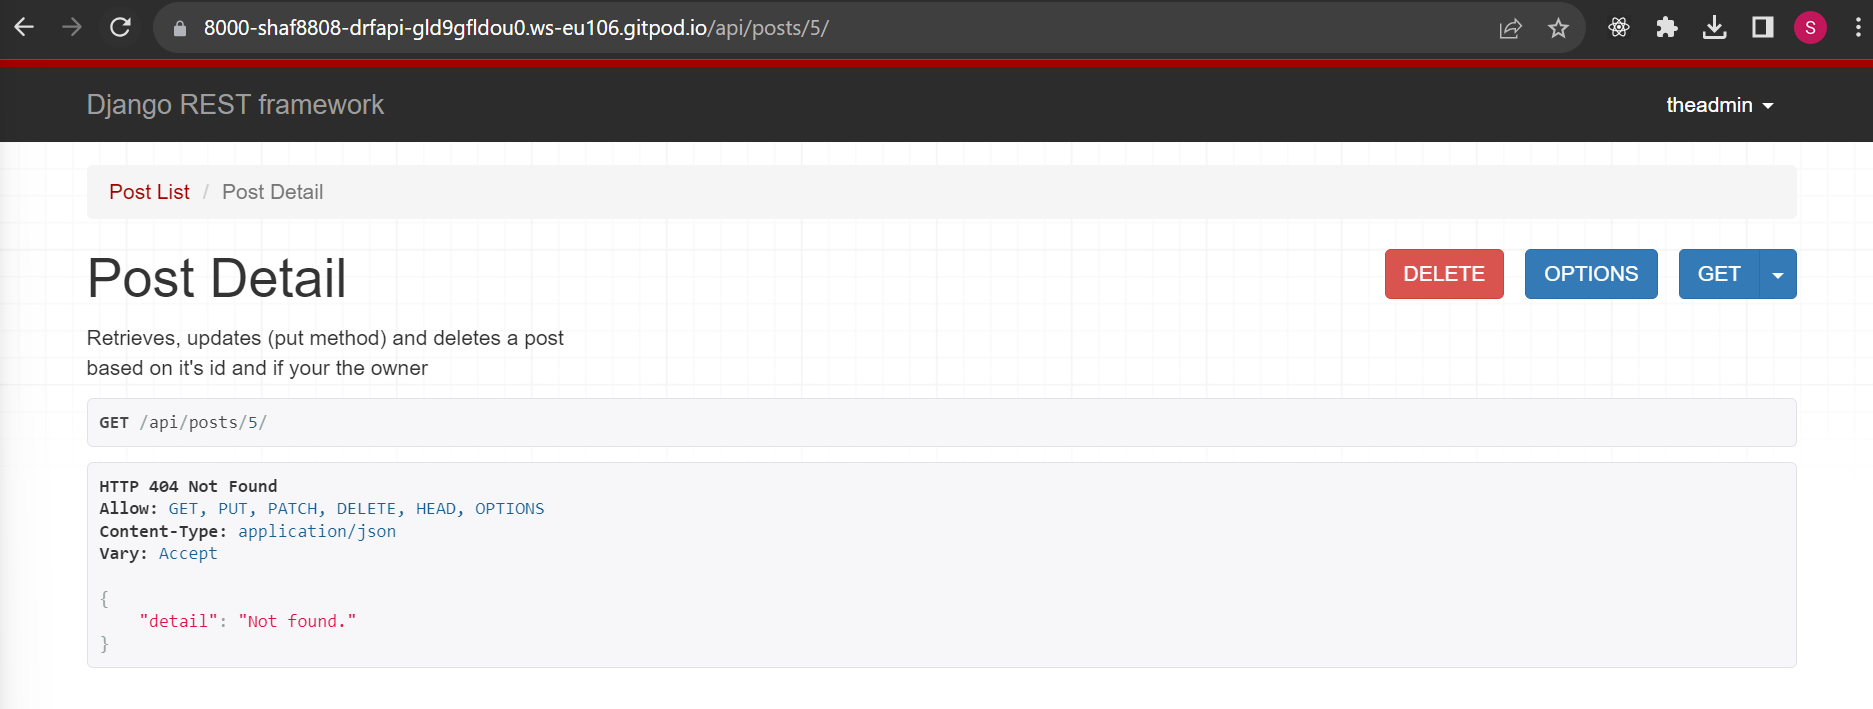 8000-shaf8808-drfapi-gld9gfldou0.ws-eu106.gitpod.io/api/posts/5/
S
Django REST framework
theadmin
Post List / Post Detail
Post Detail
DELETE
OPTIONS
GET
Retrieves, updates (put method) and deletes a post
based on it's id and if your the owner
GET /api/posts/5/
HTTP 404 Not Found
Allow: GET, PUT, PATCH, DELETE, HEAD, OPTIONS
Content-Type: application/json
Vary: Accept
{
"detail": "Not found."
}